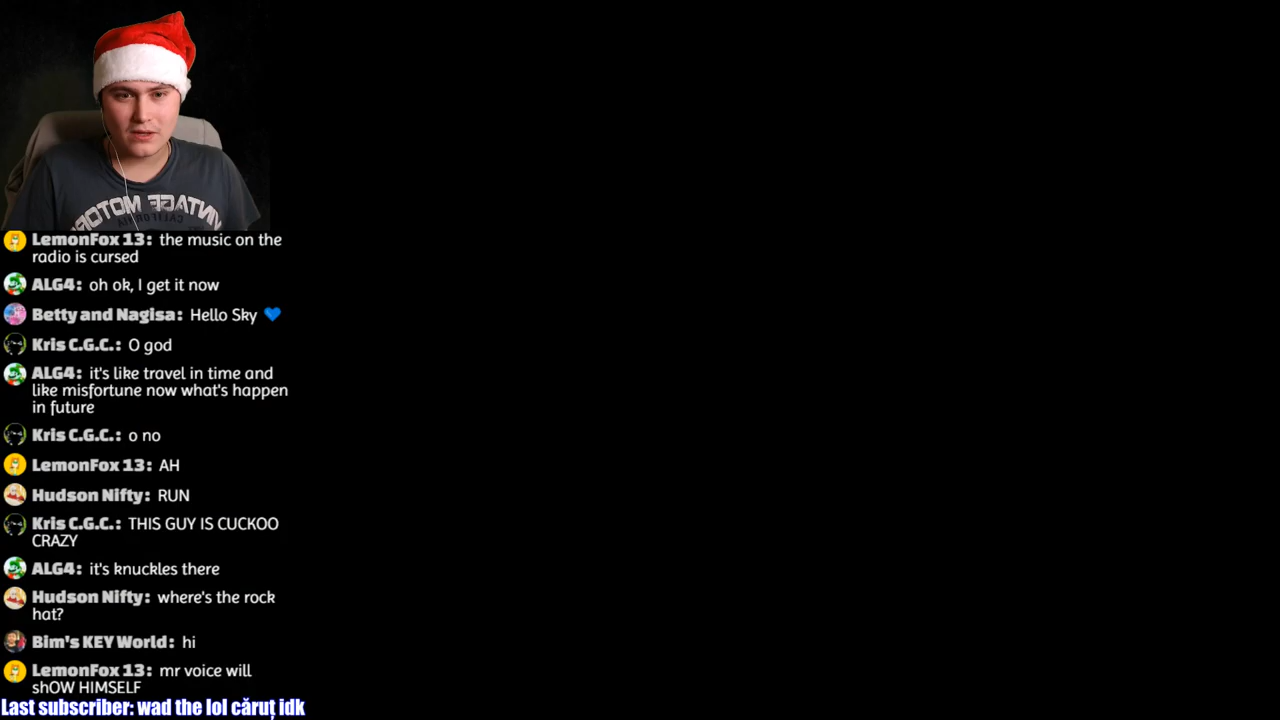 VINTAGE MOTORS
CALIFORNIA
LemonFox 13: the music on the
radio is cursed
ALG4: oh ok, I get it now
Betty and Nagisa: Hello Sky 💙
Kris C.G.C.: O god
ALG4: it's like travel in time and
like misfortune now what's happen
in future
Kris C.G.C.: o no
LemonFox 13: AH
Hudson Nifty: RUN
Kris C.G.C.: THIS GUY IS CUCKOO
CRAZY
ALG4: it's knuckles there
Hudson Nifty: where's the rock
hat?
Bim's KEY World: hi
LemonFox 13: mr voice will
shOW HIMSELF
Last subscriber: wad the lol căruț idk